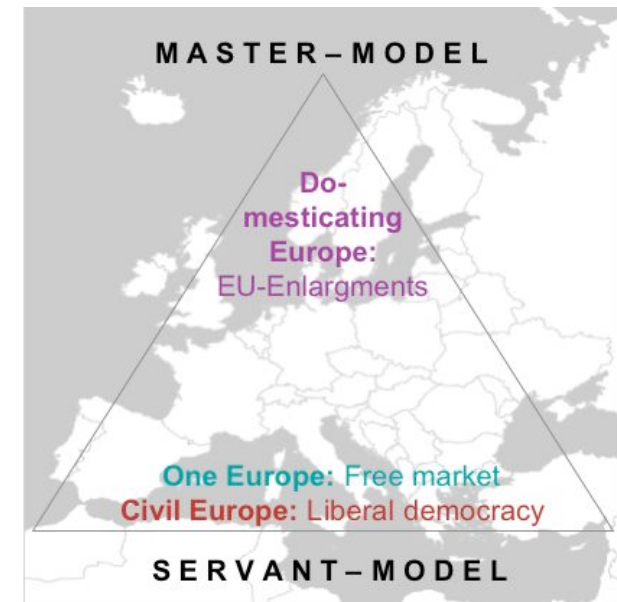 MASTER–MODEL
Do-
mesticating
Europe:
EU-Enlargments
One Europe: Free market
Civil Europe: Liberal democracy
SERVANT–MODEL